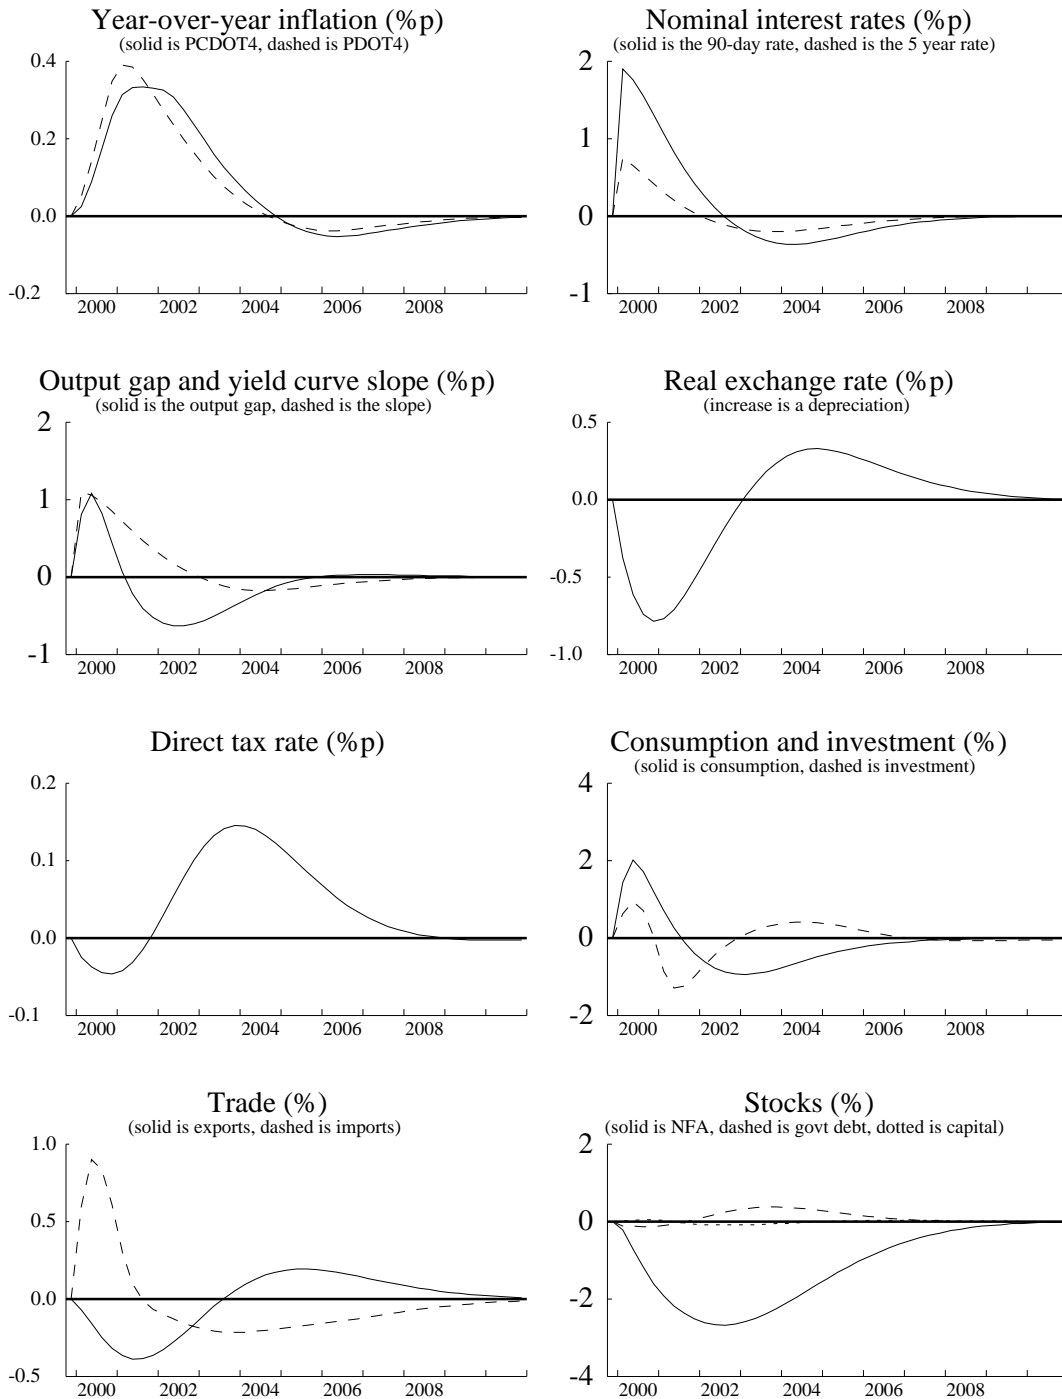 Year-over-year inflation (%p)
(solid is PCDOT4, dashed is PDOT4)
0.4
0.2
0.0
-0.2
2000 2002 2004 2006 2008
Nominal interest rates (%p)
(solid is the 90-day rate, dashed is the 5 year rate)
2
1
0
-1
2000 2002 2004 2006 2008
Output gap and yield curve slope (%p)
(solid is the output gap, dashed is the slope)
2
1
0
-1
2000 2002 2004 2006 2008
Real exchange rate (%p)
(increase is a depreciation)
0.5
0.0
-0.5
-1.0
2000 2002 2004 2006 2008
Direct tax rate (%p)
0.2
0.1
0.0
-0.1
2000 2002 2004 2006 2008
Consumption and investment (%)
(solid is consumption, dashed is investment)
4
2
0
-2
2000 2002 2004 2006 2008
Trade (%)
(solid is exports, dashed is imports)
1.0
0.5
0.0
-0.5
2000 2002 2004 2006 2008
Stocks (%)
(solid is NFA, dashed is govt debt, dotted is capital)
2
0
-2
-4
2000 2002 2004 2006 2008